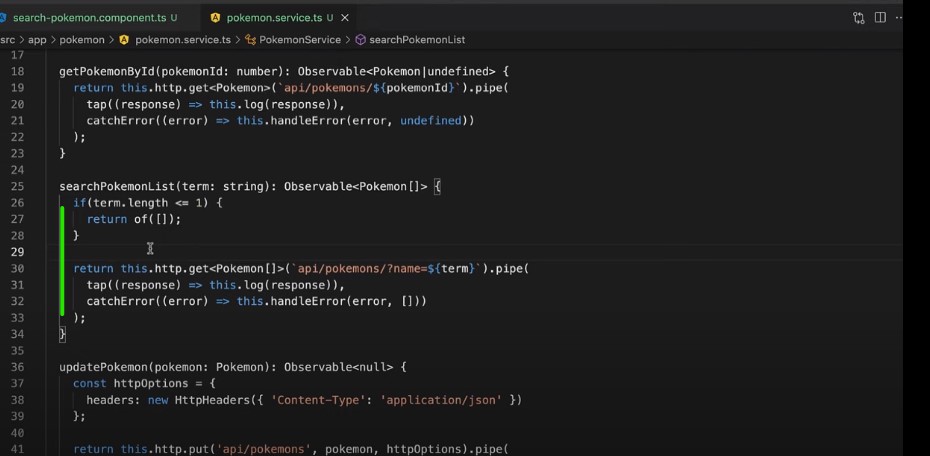 search-pokemon.component.ts U
pokemon.service.ts U
src > app > pokemon > pokemon.service.ts > PokemonService > searchPokemonList
17
18 getPokemonById(pokemonId: number): Observable<Pokemon|undefined> {
19 return this.http.get<Pokemon>(`api/pokemons/${pokemonId}`).pipe(
20 tap((response) => this.log(response)),
21 catchError((error) => this.handleError(error, undefined))
22 );
23 }
24
25 searchPokemonList(term: string): Observable<Pokemon[]> {
26 if(term.length <= 1) {
27 return of([]);
28 }
29
30 return this.http.get<Pokemon[]>(`api/pokemons/?name=${term}`).pipe(
31 tap((response) => this.log(response)),
32 catchError((error) => this.handleError(error, []))
33 );
34 }
35
36 updatePokemon(pokemon: Pokemon): Observable<null> {
37 const httpOptions = {
38 headers: new HttpHeaders({ 'Content-Type': 'application/json' })
39 };
40
41 return this.http.put('api/pokemons', pokemon, httpOptions).pipe(